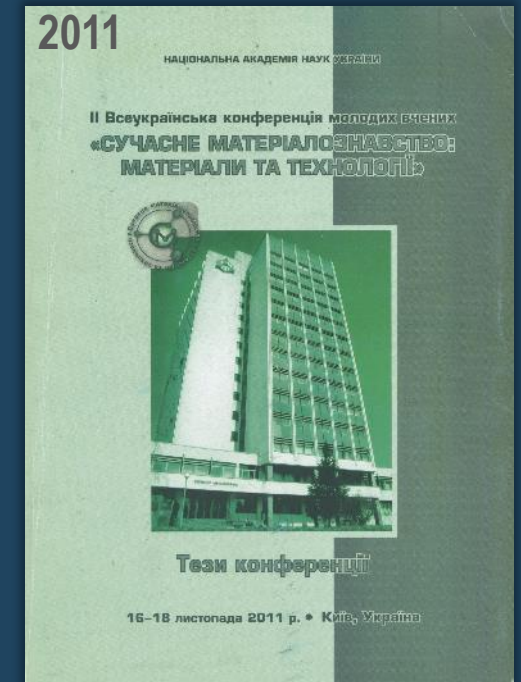 2011
НАЦІОНАЛЬНА АКАДЕМІЯ НАУК УКРАЇНИ
ІІ Всеукраїнська конференція молодих вчених
«СУЧАСНЕ МАТЕРІАЛОЗНАВСТВО:
МАТЕРІАЛИ ТА ТЕХНОЛОГІЇ»
Тези конференції
16–18 листопада 2011 р. • Київ, Україна